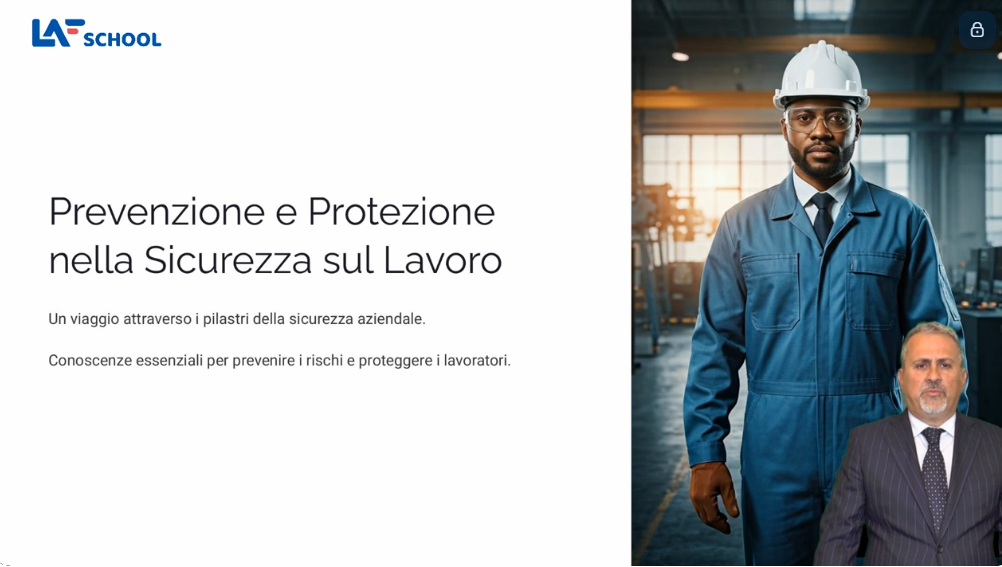 LAF SCHOOL
Prevenzione e Protezione
nella Sicurezza sul Lavoro
Un viaggio attraverso i pilastri della sicurezza aziendale.
Conoscenze essenziali per prevenire i rischi e proteggere i lavoratori.